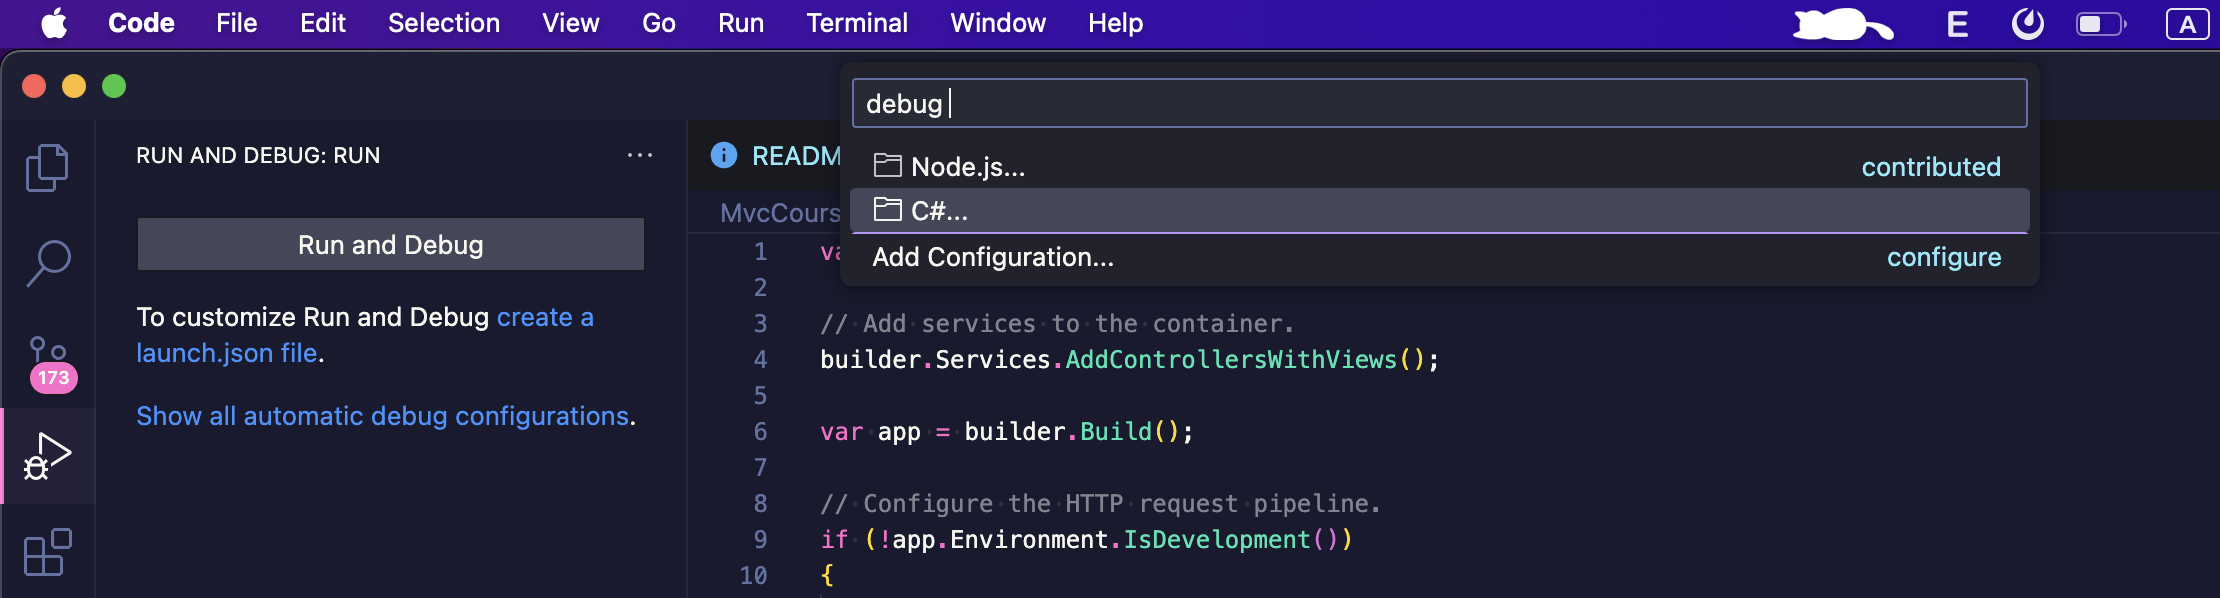 Code File Edit Selection View Go Run Terminal Window Help E A
debug
RUN AND DEBUG: RUN ...
Node.js... contributed
C#...
Add Configuration... configure
Run and Debug
To customize Run and Debug create a
launch.json file.
Show all automatic debug configurations.
173
READM
MvcCours
1 va
2
3 // Add services to the container.
4 builder.Services.AddControllersWithViews();
5
6 var app = builder.Build();
7
8 // Configure the HTTP request pipeline.
9 if (!app.Environment.IsDevelopment())
10 {